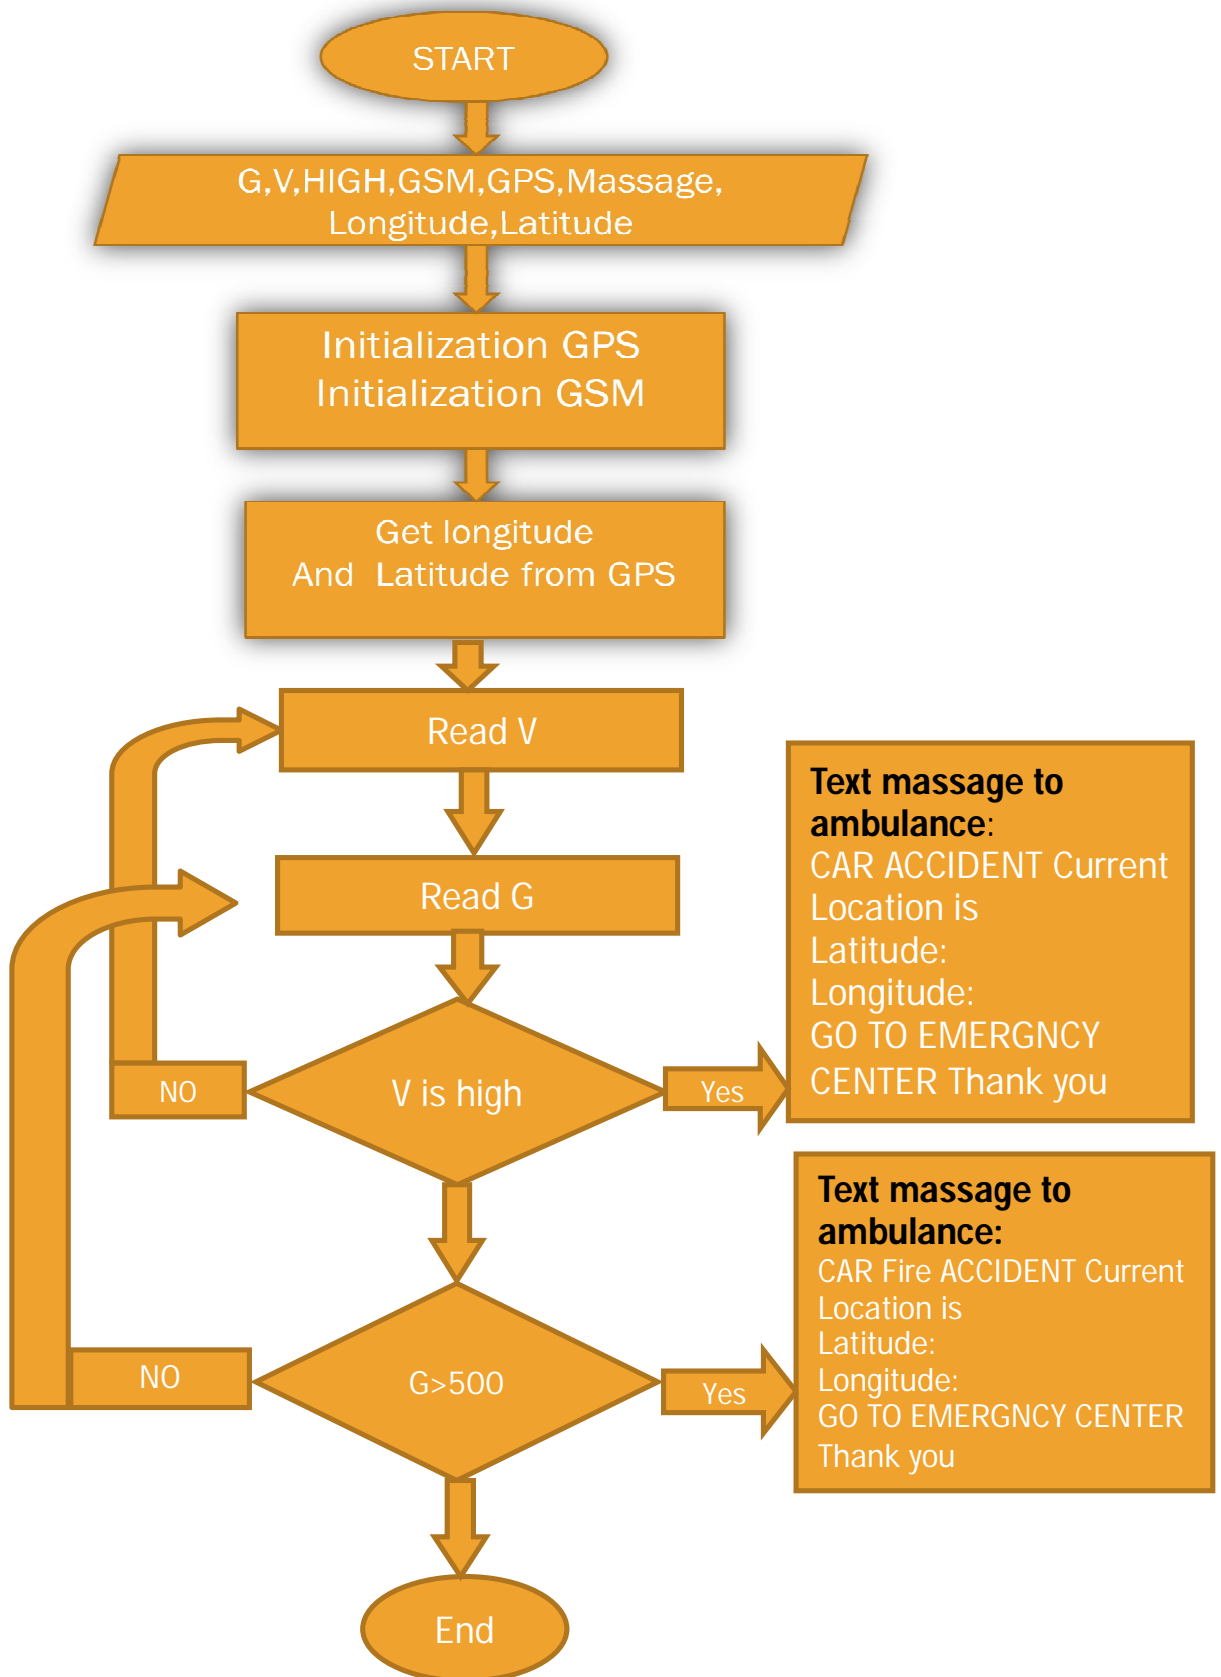 START
G,V,HIGH,GSM,GPS,Massage,
Longitude,Latitude
Initialization GPS
Initialization GSM
Get longitude
And Latitude from GPS
Read V
Read G
V is high
NO
Yes
Text massage to
ambulance:
CAR ACCIDENT Current
Location is
Latitude:
Longitude:
GO TO EMERGNCY
CENTER Thank you
G>500
NO
Yes
Text massage to
ambulance:
CAR Fire ACCIDENT Current
Location is
Latitude:
Longitude:
GO TO EMERGNCY CENTER
Thank you
End